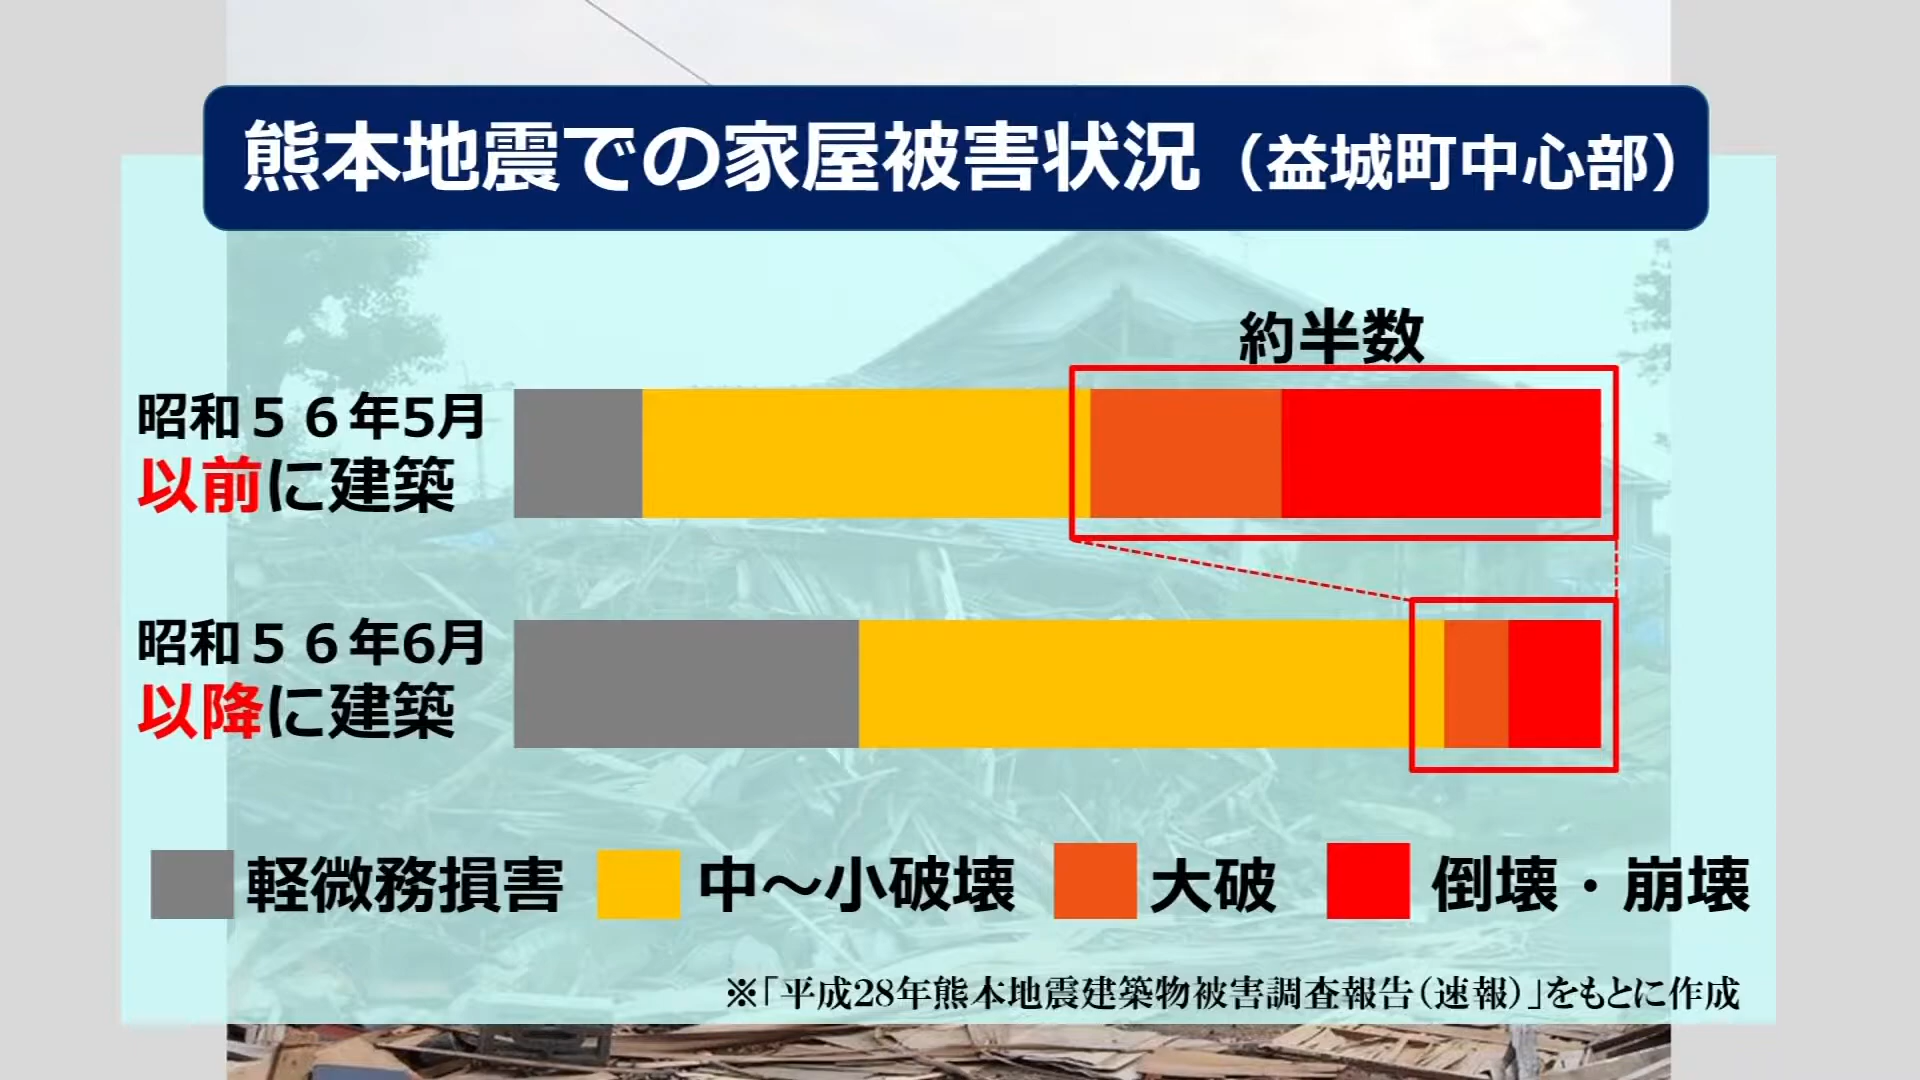 熊本地震での家屋被害状況（益城町中心部）
約半数
昭和５６年5月
以前に建築
昭和５６年6月
以降に建築
軽微務損害
中～小破壊
大破
倒壊・崩壊
※「平成28年熊本地震建築物被害調査報告（速報）」をもとに作成